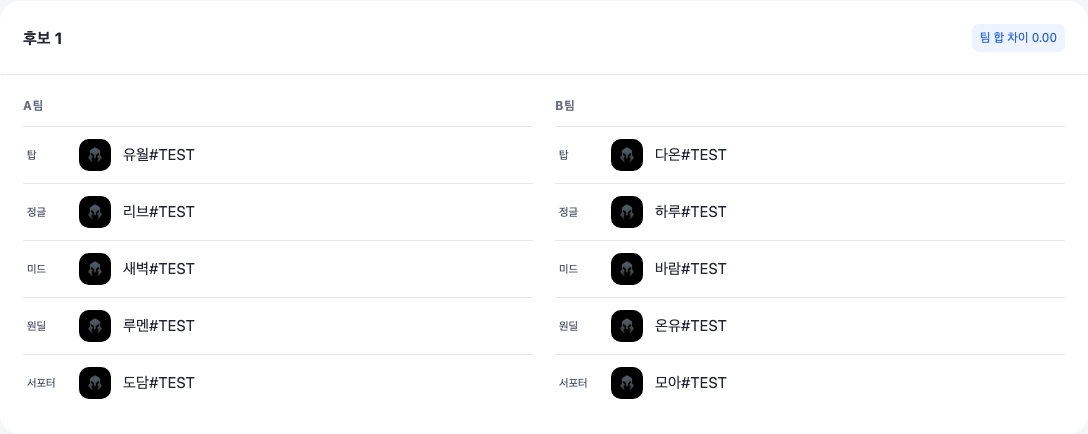 후보 1
팀 합 차이 0.00
A팀
탑 유월#TEST
정글 리브#TEST
미드 새벽#TEST
원딜 루멘#TEST
서포터 도담#TEST
B팀
탑 다온#TEST
정글 하루#TEST
미드 바람#TEST
원딜 온유#TEST
서포터 모아#TEST